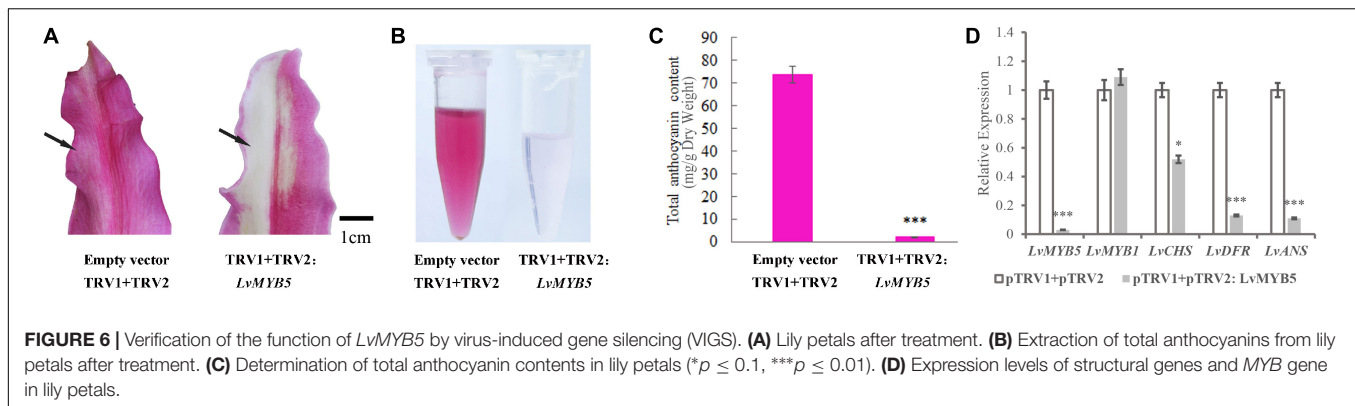 A
B
C
D
1cm
Empty vector
TRV1+TRV2
TRV1+TRV2:
LvMYB5
Empty vector
TRV1+TRV2
TRV1+TRV2:
LvMYB5
Total anthocyanin content
(mg/g Dry Weight)
90
80
70
60
50
40
30
20
10
0
***
Empty vector
TRV1+TRV2
TRV1+TRV2:
LvMYB5
Relative Expression
1.4
1.2
1
0.8
0.6
0.4
0.2
0
***
*
***
***
LvMYB5 LvMYB1 LvCHS LvDFR LvANS
pTRV1+pTRV2 pTRV1+pTRV2: LvMYB5
FIGURE 6 | Verification of the function of LvMYB5 by virus-induced gene silencing (VIGS). (A) Lily petals after treatment. (B) Extraction of total anthocyanins from lily
petals after treatment. (C) Determination of total anthocyanin contents in lily petals (*p ≤ 0.1, ***p ≤ 0.01). (D) Expression levels of structural genes and MYB gene
in lily petals.